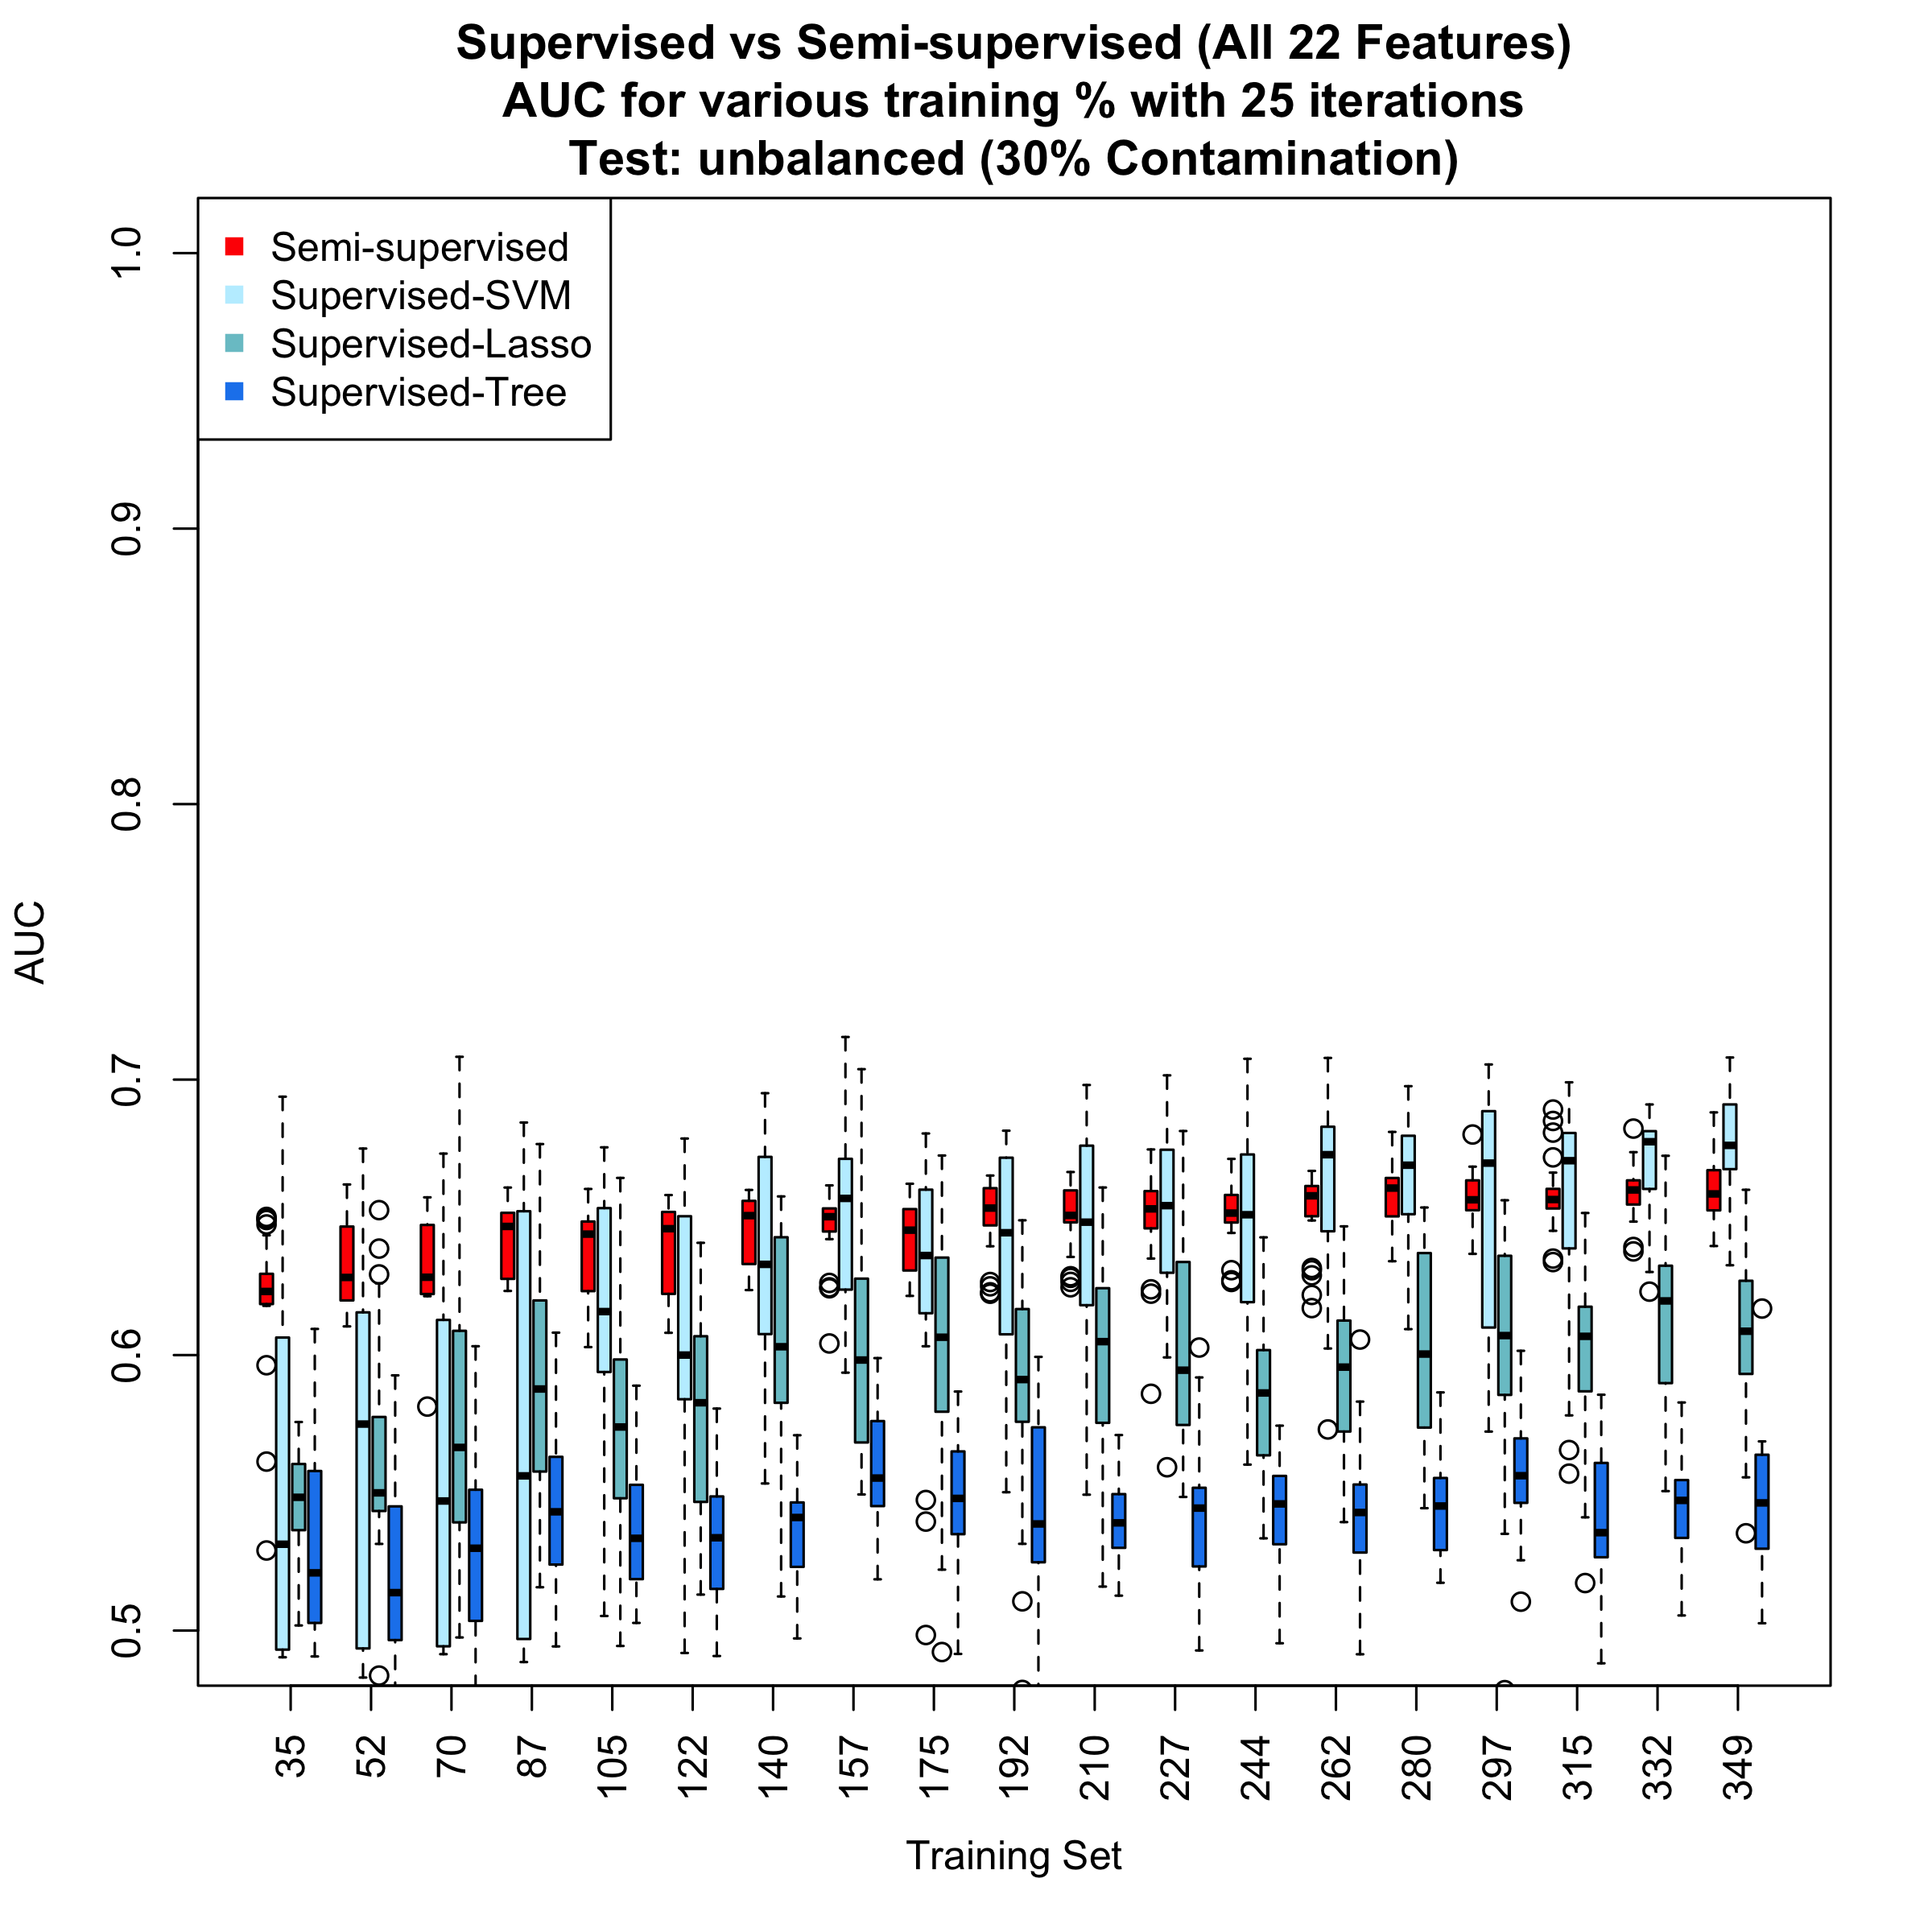 Supervised vs Semi-supervised (All 22 Features)
AUC for various training % with 25 iterations
Test: unbalanced (30% Contamination)
Semi-supervised
Supervised-SVM
Supervised-Lasso
Supervised-Tree
1.0
0.9
0.8
0.7
0.6
0.5
AUC
35 52 70 87 105 122 140 157 175 192 210 227 244 262 280 297 315 332 349
Training Set